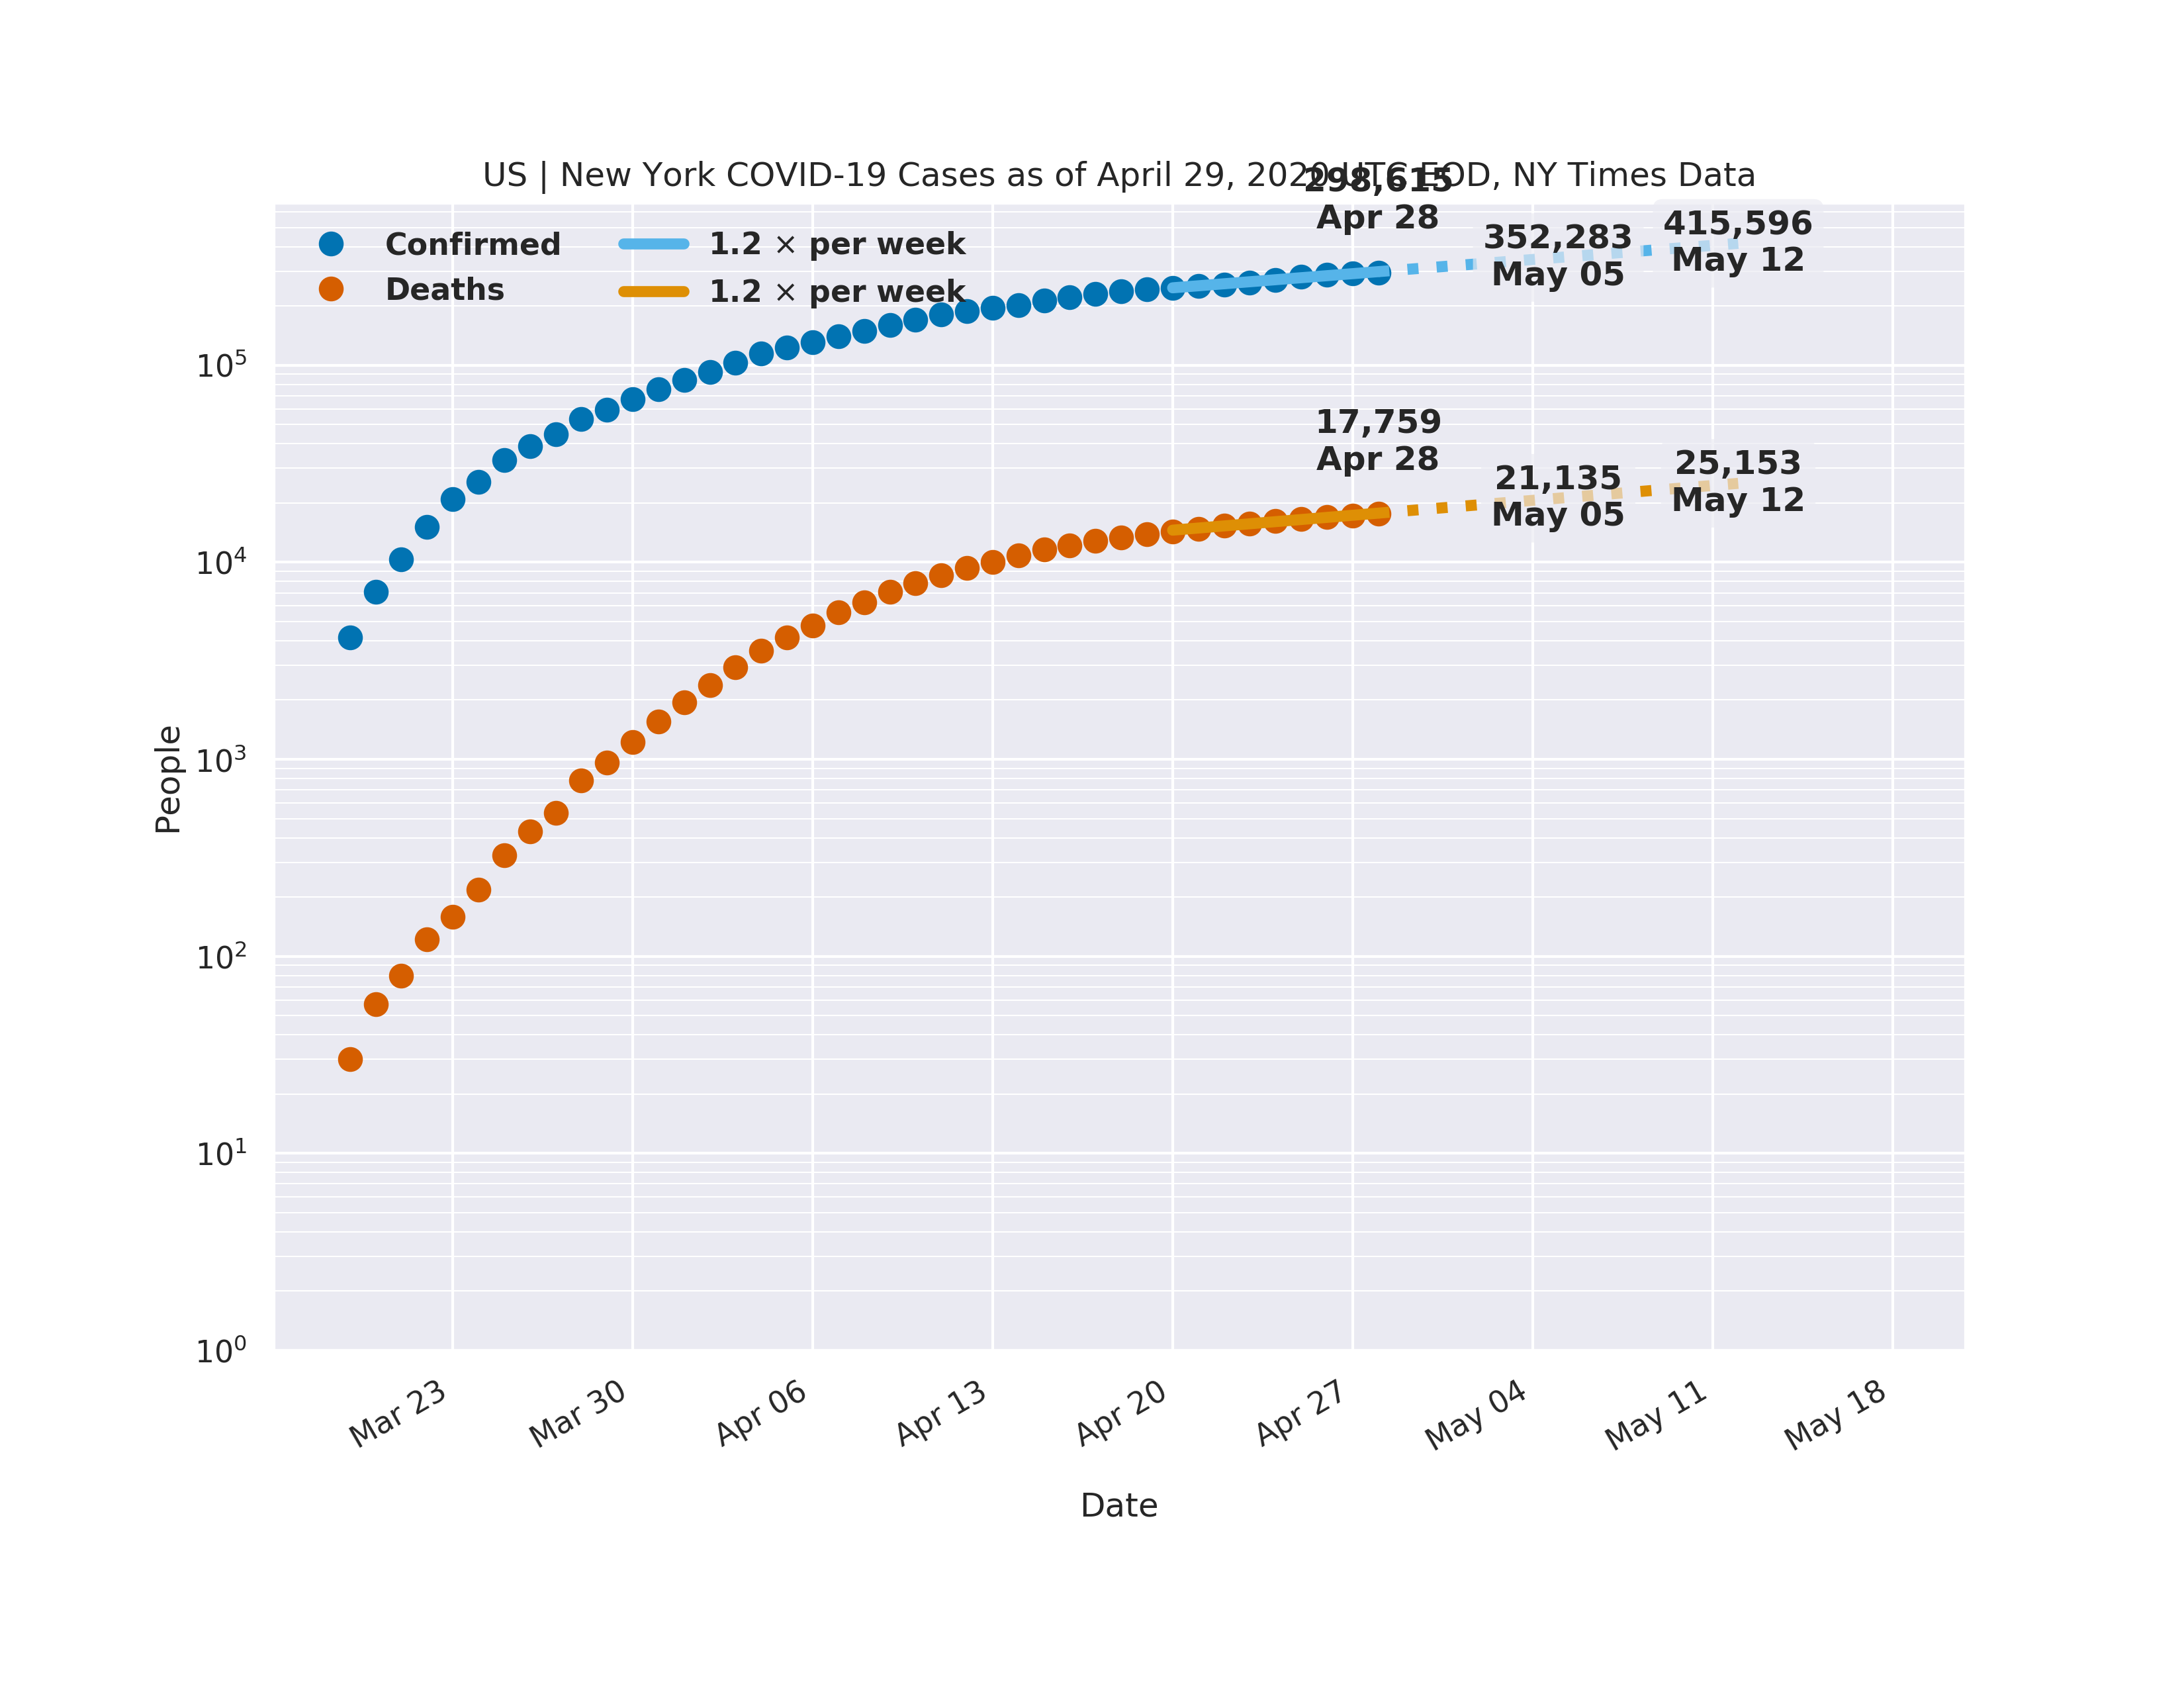 US | New York COVID-19 Cases as of April 29, 2020 UTC EOD, NY Times Data
298,615
Apr 28
352,283
May 05
415,596
May 12
Confirmed
Deaths
1.2 × per week
1.2 × per week
17,759
Apr 28
21,135
May 05
25,153
May 12
People
10⁵
10⁴
10³
10²
10¹
10⁰
Mar 23
Mar 30
Apr 06
Apr 13
Apr 20
Apr 27
May 04
May 11
May 18
Date